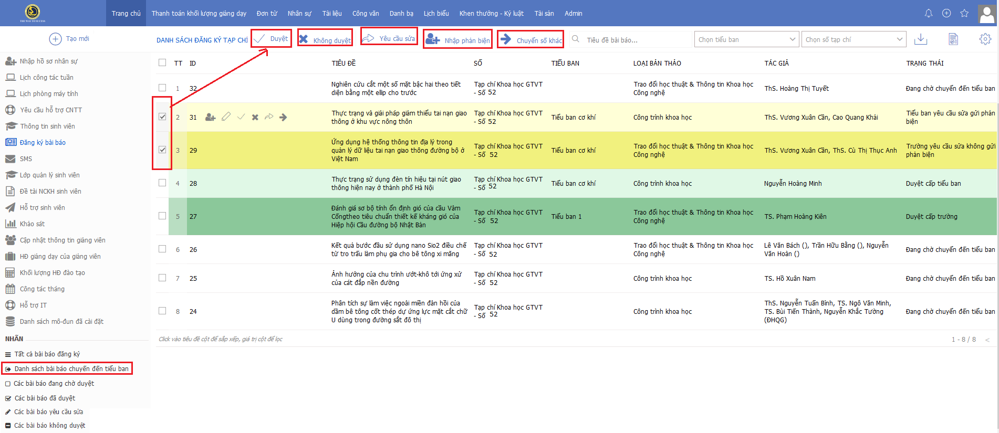 THE WAY TO SUCCESS
Trang chủ
Thanh toán khối lượng giảng dạy
Đơn từ
Nhân sự
Tài liệu
Công văn
Danh bạ
Lịch biểu
Khen thưởng - Kỷ luật
Tài sản
Admin
Tạo mới
DANH SÁCH ĐĂNG KÝ TẠP CHÍ
Duyệt
Không duyệt
Yêu cầu sửa
Nhập phản biện
Chuyển số khác
Tiêu đề bài báo...
Chọn tiểu ban
Chọn số tạp chí
Nhập hồ sơ nhân sự
Lịch công tác tuần
Lịch phòng máy tính
Yêu cầu hỗ trợ CNTT
Thông tin sinh viên
Đăng ký bài báo
SMS
Lớp quản lý sinh viên
Đề tài NCKH sinh viên
Hỗ trợ sinh viên
Khảo sát
Cập nhật thông tin giảng viên
HĐ giảng dạy của giảng viên
Khối lượng HĐ đào tạo
Công tác tháng
Hỗ trợ IT
Danh sách mô-đun đã cài đặt
NHÃN
Tất cả bài báo đăng ký
Danh sách bài báo chuyển đến tiểu ban
Các bài báo đang chờ duyệt
Các bài báo đã duyệt
Các bài báo yêu cầu sửa
Các bài báo không duyệt
TT ID TIÊU ĐỀ SỐ TIỂU BAN LOẠI BẢN THẢO TÁC GIẢ TRẠNG THÁI
1 32
Nghiên cứu cắt một số mặt bậc hai theo tiết
diện bằng một ellip cho trước
Tạp chí Khoa học GTVT
- Số 52
Trao đổi học thuật & Thông tin Khoa học
Công nghệ
ThS. Hoàng Thị Tuyết
Đang chờ chuyển đến tiểu ban
2 31
Thực trạng và giải pháp giảm thiểu tai nạn giao
thông ở khu vực nông thôn
Tạp chí Khoa học GTVT
- Số 52
Tiểu ban cơ khí
Công trình khoa học
ThS. Vương Xuân Cần, Cao Quang Khải
Tiểu ban yêu cầu sửa gửi phản
biện
3 29
Ứng dụng hệ thống thông tin địa lý trong
quản lý dữ liệu tai nạn giao thông đường bộ ở
Việt Nam
Tạp chí Khoa học GTVT
- Số 52
Tiểu ban cơ khí
Trao đổi học thuật & Thông tin Khoa học
Công nghệ
ThS. Vương Xuân Cần, ThS. Cù Thị Thục Anh
Trường yêu cầu sửa không gửi
phản biện
4 28
Thực trạng sử dụng đèn tín hiệu tại nút giao
thông hiện nay ở thành phố Hà Nội
Tạp chí Khoa học GTVT
- Số 52
Tiểu ban cơ khí
Công trình khoa học
Nguyễn Hoàng Minh
Duyệt cấp tiểu ban
5 27
Đánh giá sơ bộ tính ổn định gió của cầu Vàm
Cốngtheo tiêu chuẩn thiết kế kháng gió của
Hiệp hội Cầu đường bộ Nhật Bản
Tạp chí Khoa học GTVT
- Số 52
Tiểu ban 1
Trao đổi học thuật & Thông tin Khoa học
Công nghệ
TS. Phạm Hoàng Kiên
Duyệt cấp trường
6 26
Kết quả bước đầu sử dụng nano Sio2 điều chế
từ tro trấu làm phụ gia cho bê tông xi măng
Tạp chí Khoa học GTVT
- Số 52
Trao đổi học thuật & Thông tin Khoa học
Công nghệ
Lê Văn Bách (), Trần Hữu Bằng (), Nguyễn
Văn Hoàn ()
Đang chờ chuyển đến tiểu ban
7 25
Ảnh hưởng của chu trình ướt-khô tới ứng xử
của cát đắp nền đường
Tạp chí Khoa học GTVT
- Số 52
Công trình khoa học
TS. Hồ Xuân Nam
Đang chờ chuyển đến tiểu ban
8 24
Phân tích sự làm việc ngoài miền đàn hồi của
dầm bê tông cốt thép dự ứng lực mặt cắt chữ
U dùng trong đường sắt đô thị
Tạp chí Khoa học GTVT
- Số 52
Công trình khoa học
ThS. Nguyễn Tuấn Bình, TS. Ngô Văn Minh,
TS. Bùi Tiến Thành, Nguyễn Khắc Tường
(ĐHQG)
Đang chờ chuyển đến tiểu ban
Click vào tiêu đề cột để sắp xếp, giá trị cột để lọc
1 - 8 / 8 <